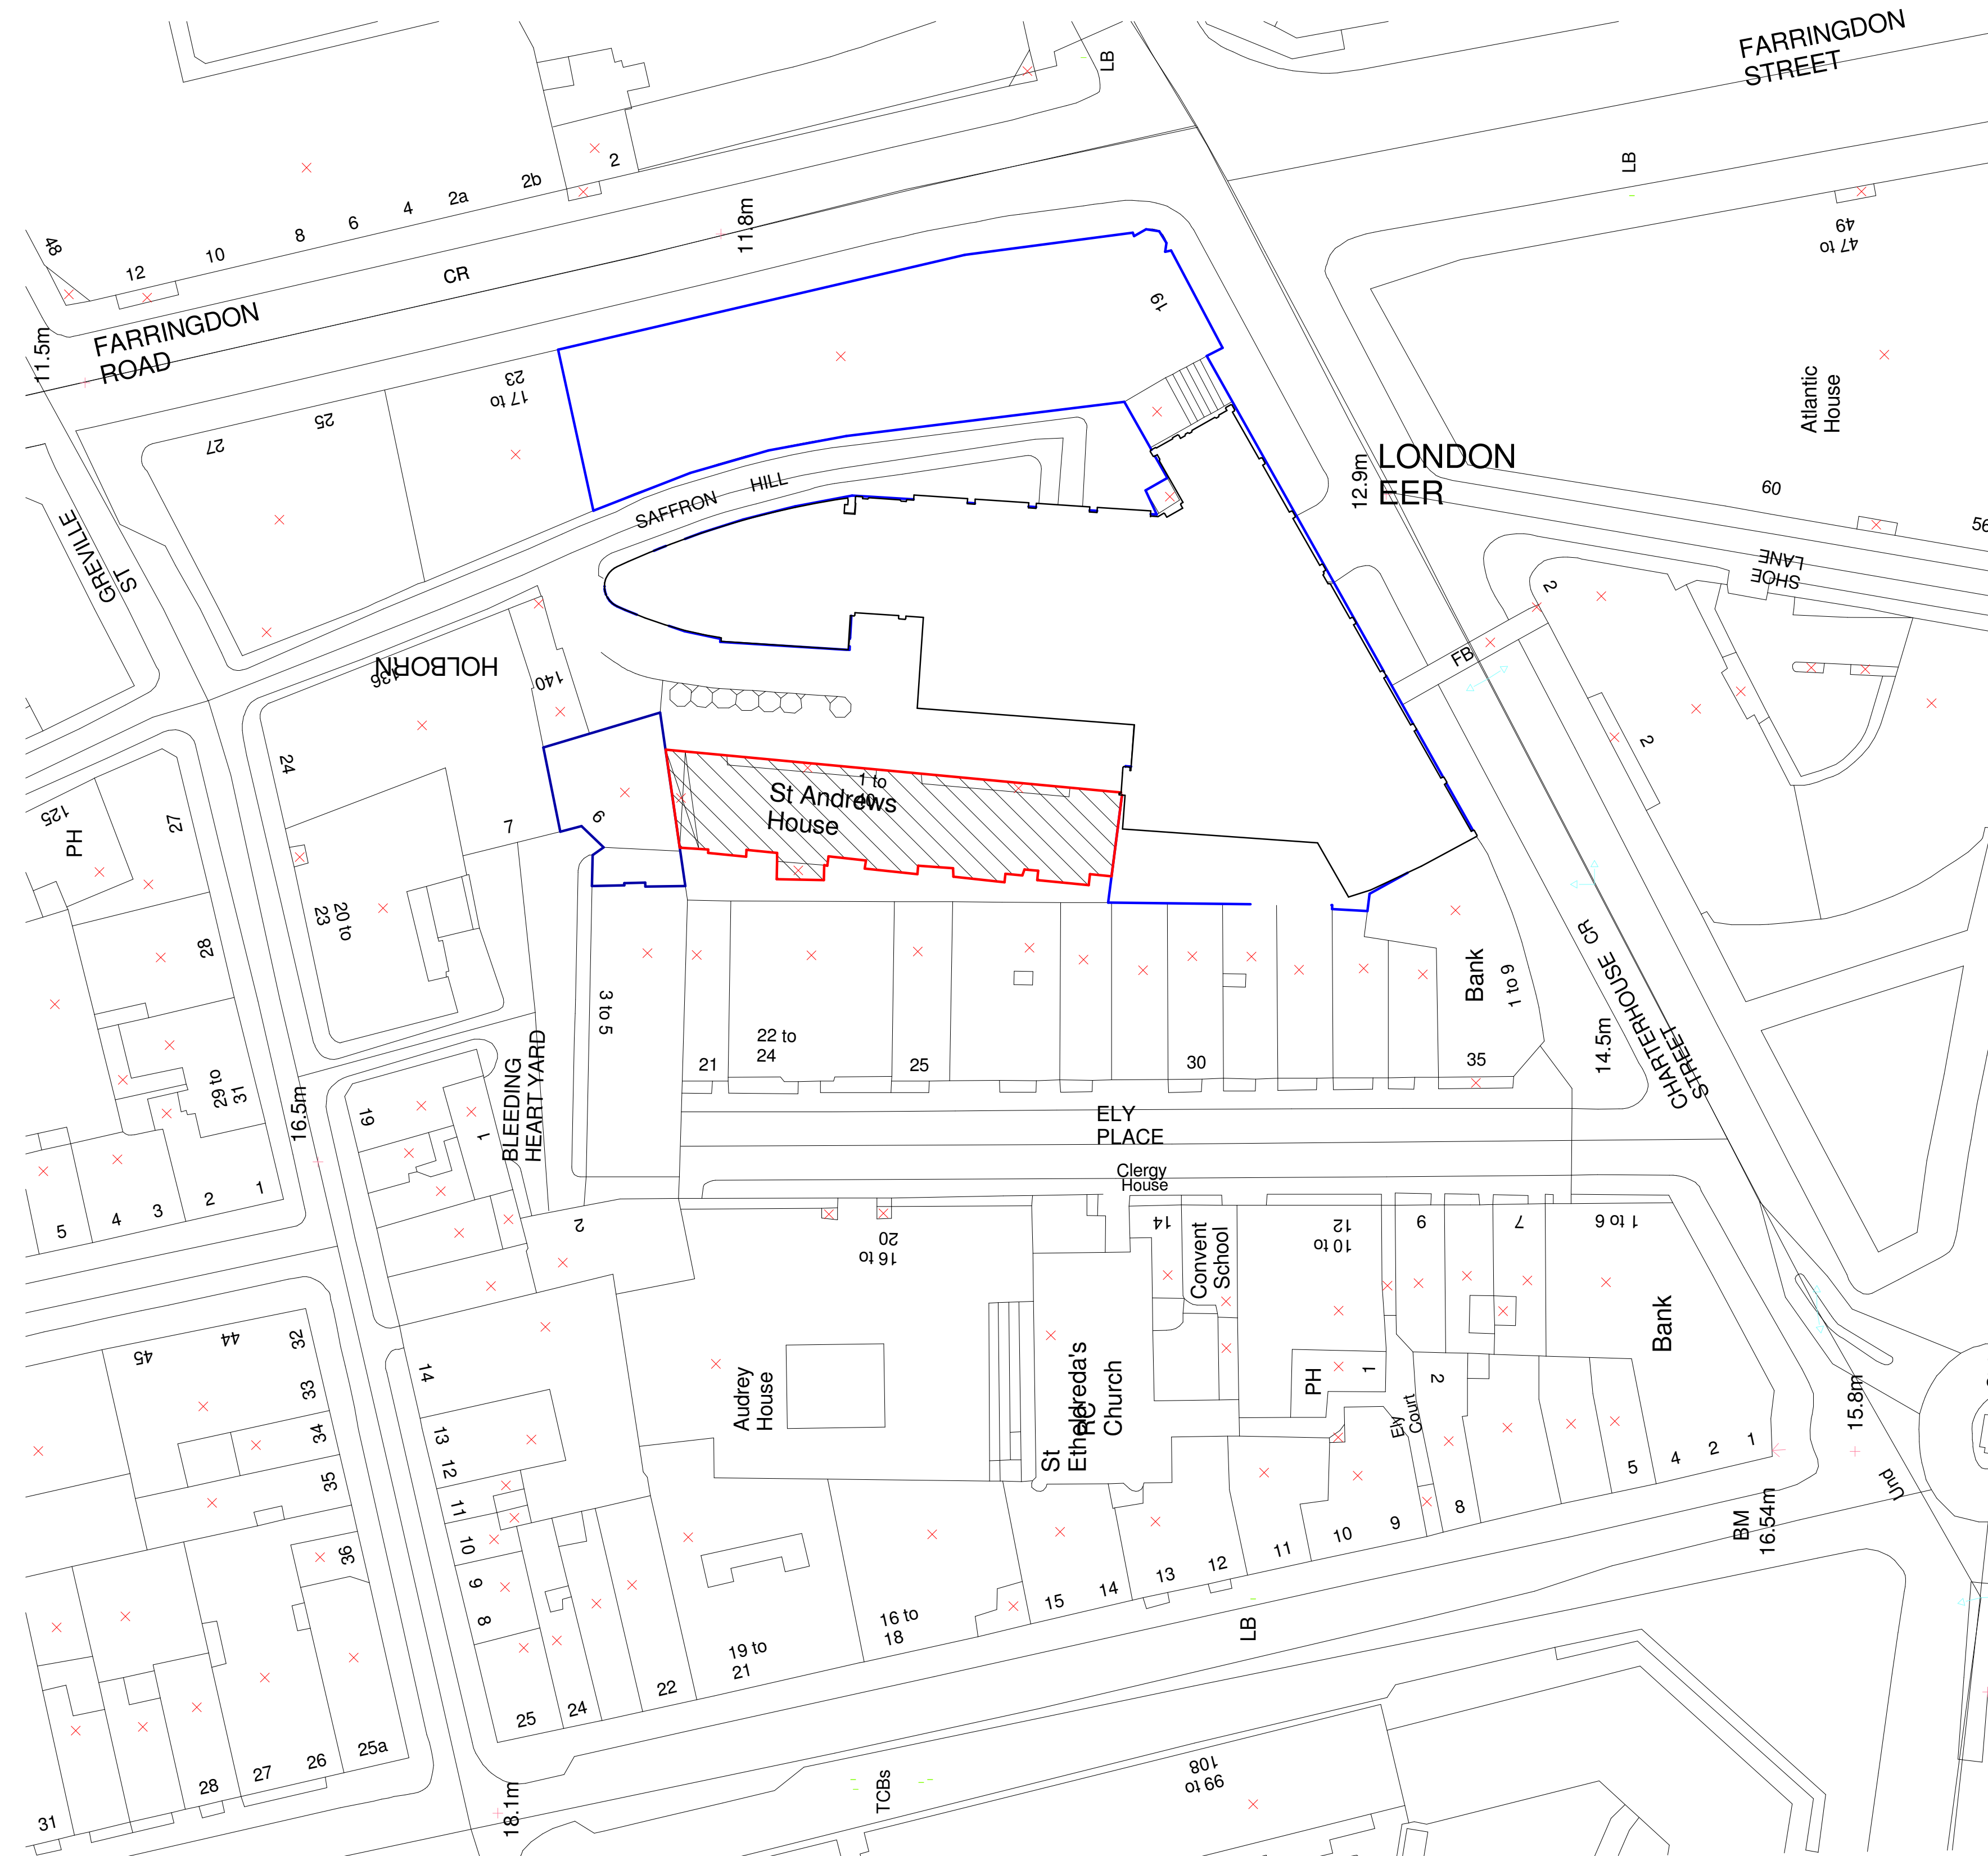 FARRINGDON
STREET
LB
LB
2
2b
2a
4
6
8
10
12
48
CR
11.8m
FARRINGDON
ROAD
11.5m
19
47 to
49
Atlantic
House
17 to
23
25
27
SAFFRON HILL
LONDON
EER
12.9m
60
56
SHOE
LANE
GREVILLE
ST
2
FB
2
HOLBORN
136
140
24
6
7
1 to
40
St Andrews
House
125
PH
27
28
20 to
23
3 to 5
Bank
1 to 9
CR
CHARTERHOUSE
STREET
14.5m
22 to
24
21
25
30
35
29 to
31
16.5m
19
1
BLEEDING
HEART YARD
ELY
PLACE
Clergy
House
5
4
3
2
1
2
16 to
20
14
Convent
School
10 to
12
9
7
1 to 6
Bank
45
44
32
33
34
35
36
14
13
12
11
10
9
8
Audrey
House
St
Etheldreda's
RC
Church
PH
1
Ely
Court
2
15.8m
Und
5
4
2
1
BM
16.54m
8
9
10
11
12
13
14
15
16 to
18
19 to
21
22
24
25
LB
25a
26
27
28
31
18.1m
TCBs
99 to
108